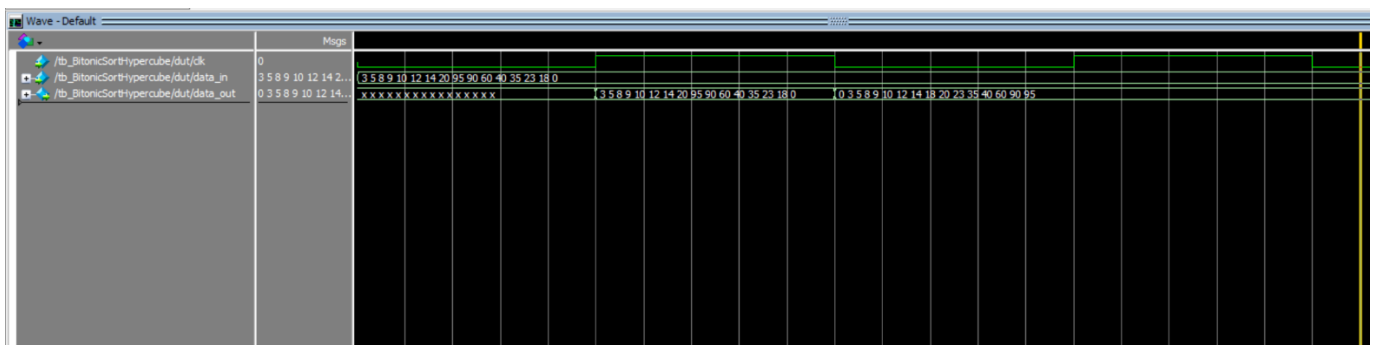 Wave - Default
Msgs
/tb_BitonicSortHypercube/dut/clk 0
/tb_BitonicSortHypercube/dut/data_in 3 5 8 9 10 12 14 2... 3 5 8 9 10 12 14 20 95 90 60 40 35 23 18 0
/tb_BitonicSortHypercube/dut/data_out 0 3 5 8 9 10 12 14... x x x x x x x x x x x x x x x x 3 5 8 9 10 12 14 20 95 90 60 40 35 23 18 0 0 3 5 8 9 10 12 14 18 20 23 35 40 60 90 95